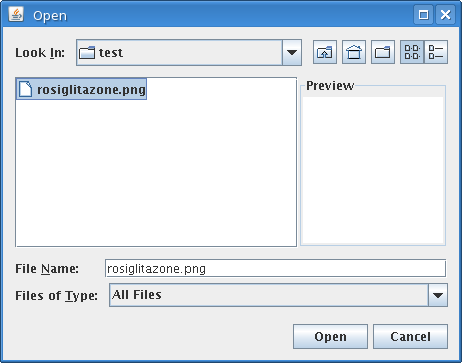 Open
Look In: test
rosiglitazone.png
Preview
File Name: rosiglitazone.png
Files of Type: All Files
Open Cancel